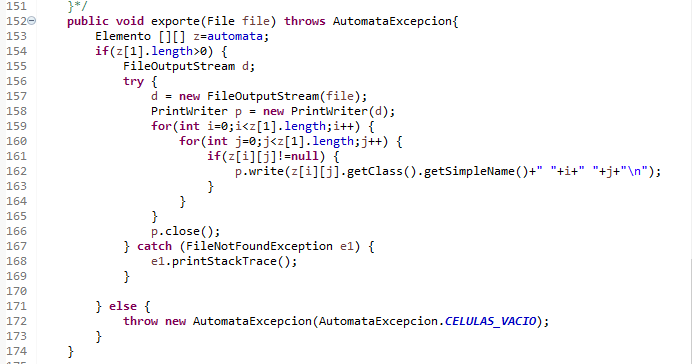 151 }*/
152 public void exporte(File file) throws AutomataExcepcion{
153 Elemento [][] z=automata;
154 if(z[1].length>0) {
155 FileOutputStream d;
156 try {
157 d = new FileOutputStream(file);
158 PrintWriter p = new PrintWriter(d);
159 for(int i=0;i<z[1].length;i++) {
160 for(int j=0;j<z[1].length;j++) {
161 if(z[i][j]!=null) {
162 p.write(z[i][j].getClass().getSimpleName()+" "+i+" "+j+"\n");
163 }
164 }
165 }
166 p.close();
167 } catch (FileNotFoundException e1) {
168 e1.printStackTrace();
169 }
170
171 } else {
172 throw new AutomataExcepcion(AutomataExcepcion.CELULAS_VACIO);
173 }
174 }